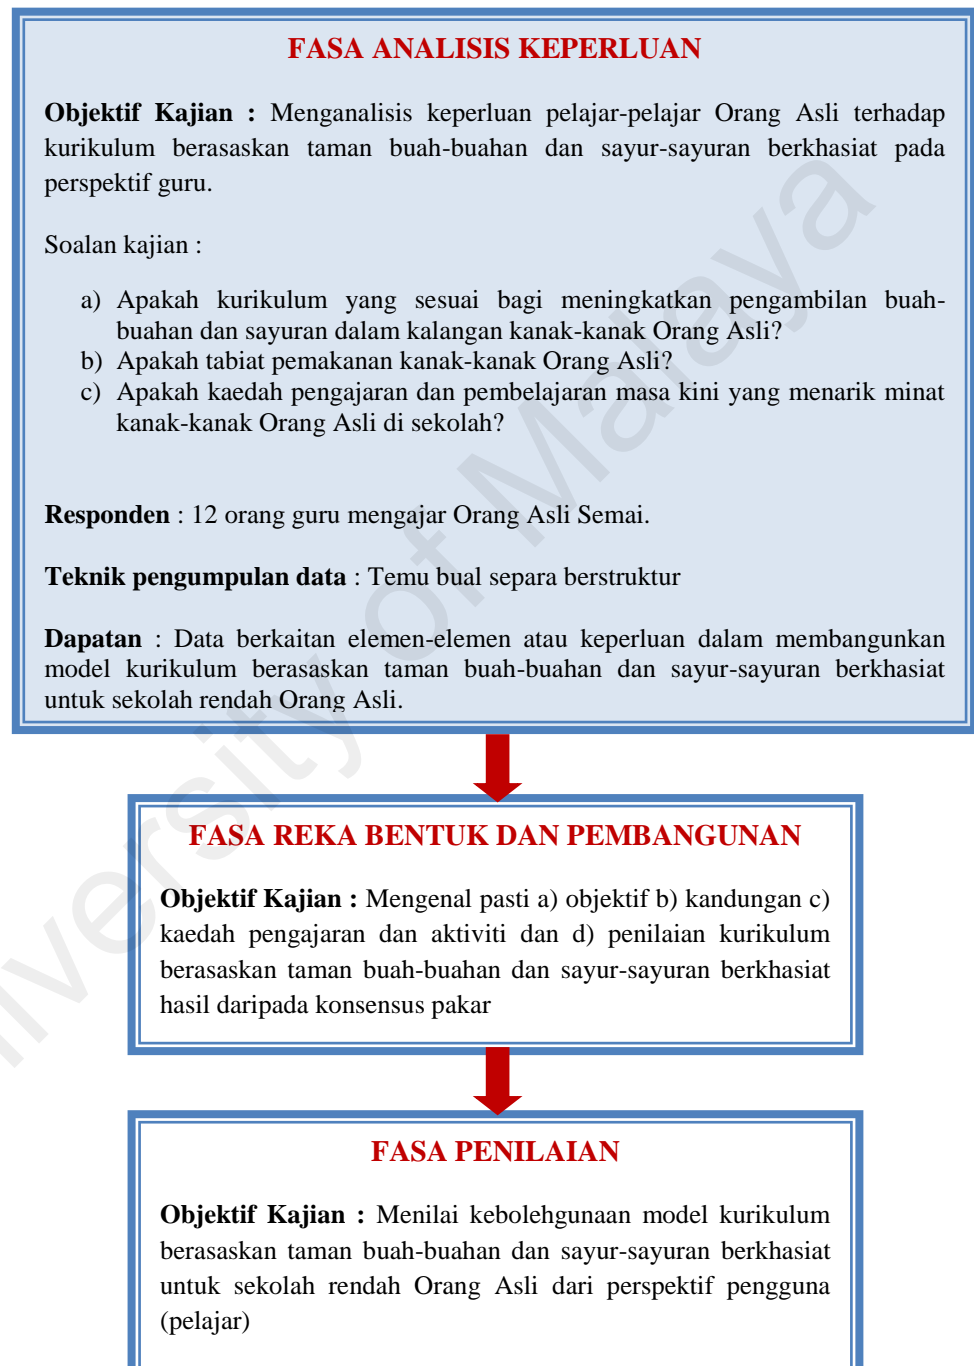 FASA ANALISIS KEPERLUAN
Objektif Kajian : Menganalisis keperluan pelajar-pelajar Orang Asli terhadap
kurikulum berasaskan taman buah-buahan dan sayur-sayuran berkhasiat pada
perspektif guru.
Soalan kajian :
a) Apakah kurikulum yang sesuai bagi meningkatkan pengambilan buah-
buahan dan sayuran dalam kalangan kanak-kanak Orang Asli?
b) Apakah tabiat pemakanan kanak-kanak Orang Asli?
c) Apakah kaedah pengajaran dan pembelajaran masa kini yang menarik minat
kanak-kanak Orang Asli di sekolah?
Responden : 12 orang guru mengajar Orang Asli Semai.
Teknik pengumpulan data : Temu bual separa berstruktur
Dapatan : Data berkaitan elemen-elemen atau keperluan dalam membangunkan
model kurikulum berasaskan taman buah-buahan dan sayur-sayuran berkhasiat
untuk sekolah rendah Orang Asli.
FASA REKA BENTUK DAN PEMBANGUNAN
Objektif Kajian : Mengenal pasti a) objektif b) kandungan c)
kaedah pengajaran dan aktiviti dan d) penilaian kurikulum
berasaskan taman buah-buahan dan sayur-sayuran berkhasiat
hasil daripada konsensus pakar
FASA PENILAIAN
Objektif Kajian : Menilai kebolehgunaan model kurikulum
berasaskan taman buah-buahan dan sayur-sayuran berkhasiat
untuk sekolah rendah Orang Asli dari perspektif pengguna
(pelajar)
iversity of Malaya